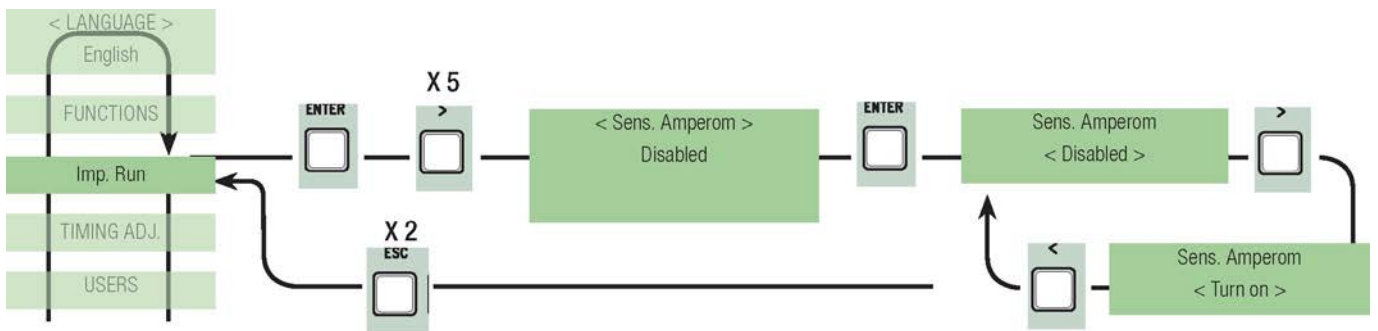 < LANGUAGE >
English
FUNCTIONS
Imp. Run
TIMING ADJ.
USERS
ENTER
X 5
>
< Sens. Amperom >
Disabled
ENTER
Sens. Amperom
< Disabled >
>
X 2
ESC
<
Sens. Amperom
< Turn on >